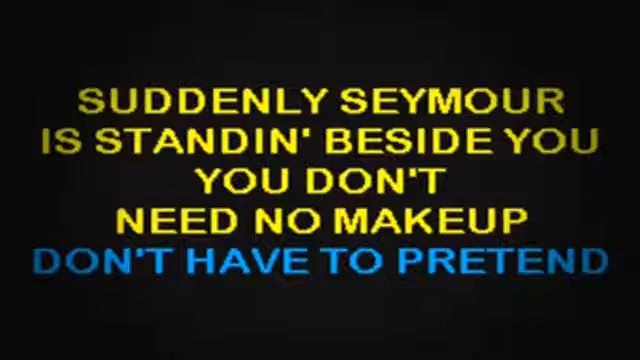 SUDDENLY SEYMOUR
IS STANDIN' BESIDE YOU
YOU DON'T
NEED NO MAKEUP
DON'T HAVE TO PRETEND